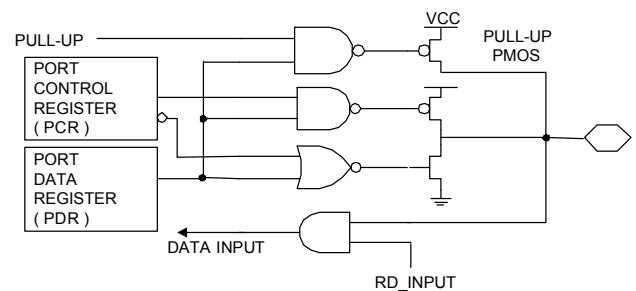 VCC
PULL-UP
PULL-UP
PMOS
PORT
CONTROL
REGISTER
( PCR )
PORT
DATA
REGISTER
( PDR )
DATA INPUT
RD_INPUT